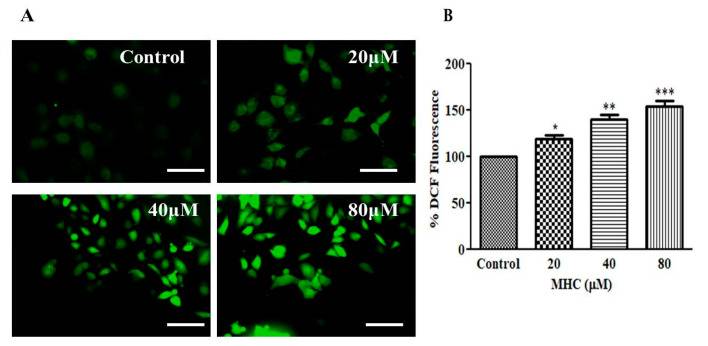 A
B
Control
20µM
40µM
80µM
% DCF Fluorescence
200
150
100
50
0
*
**
***
Control
20
40
80
MHC (µM)